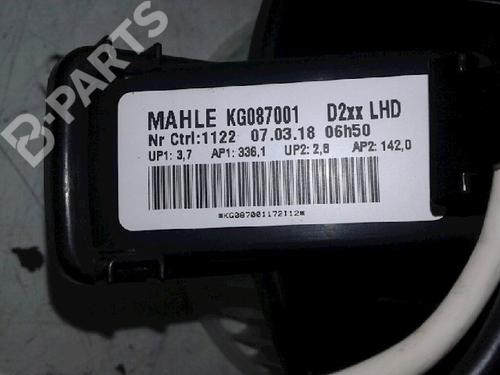 B-PARTS
MAHLE KG087001 D2xx LHD
Nr Ctrl:1122 07.03.18 06h50
UP1: 3,7 AP1: 336,1 UP2: 2,8 AP2: 142,0
*KG087001172I12*